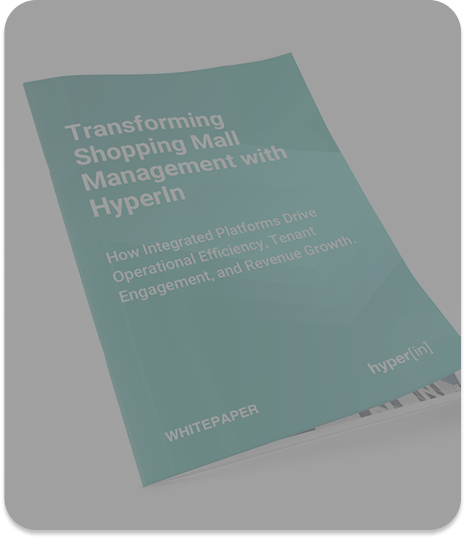 Transforming
Shopping Mall
Management with
HyperIn
How Integrated Platforms Drive
Operational Efficiency, Tenant
Engagement, and Revenue Growth.
hyper[in]
WHITEPAPER